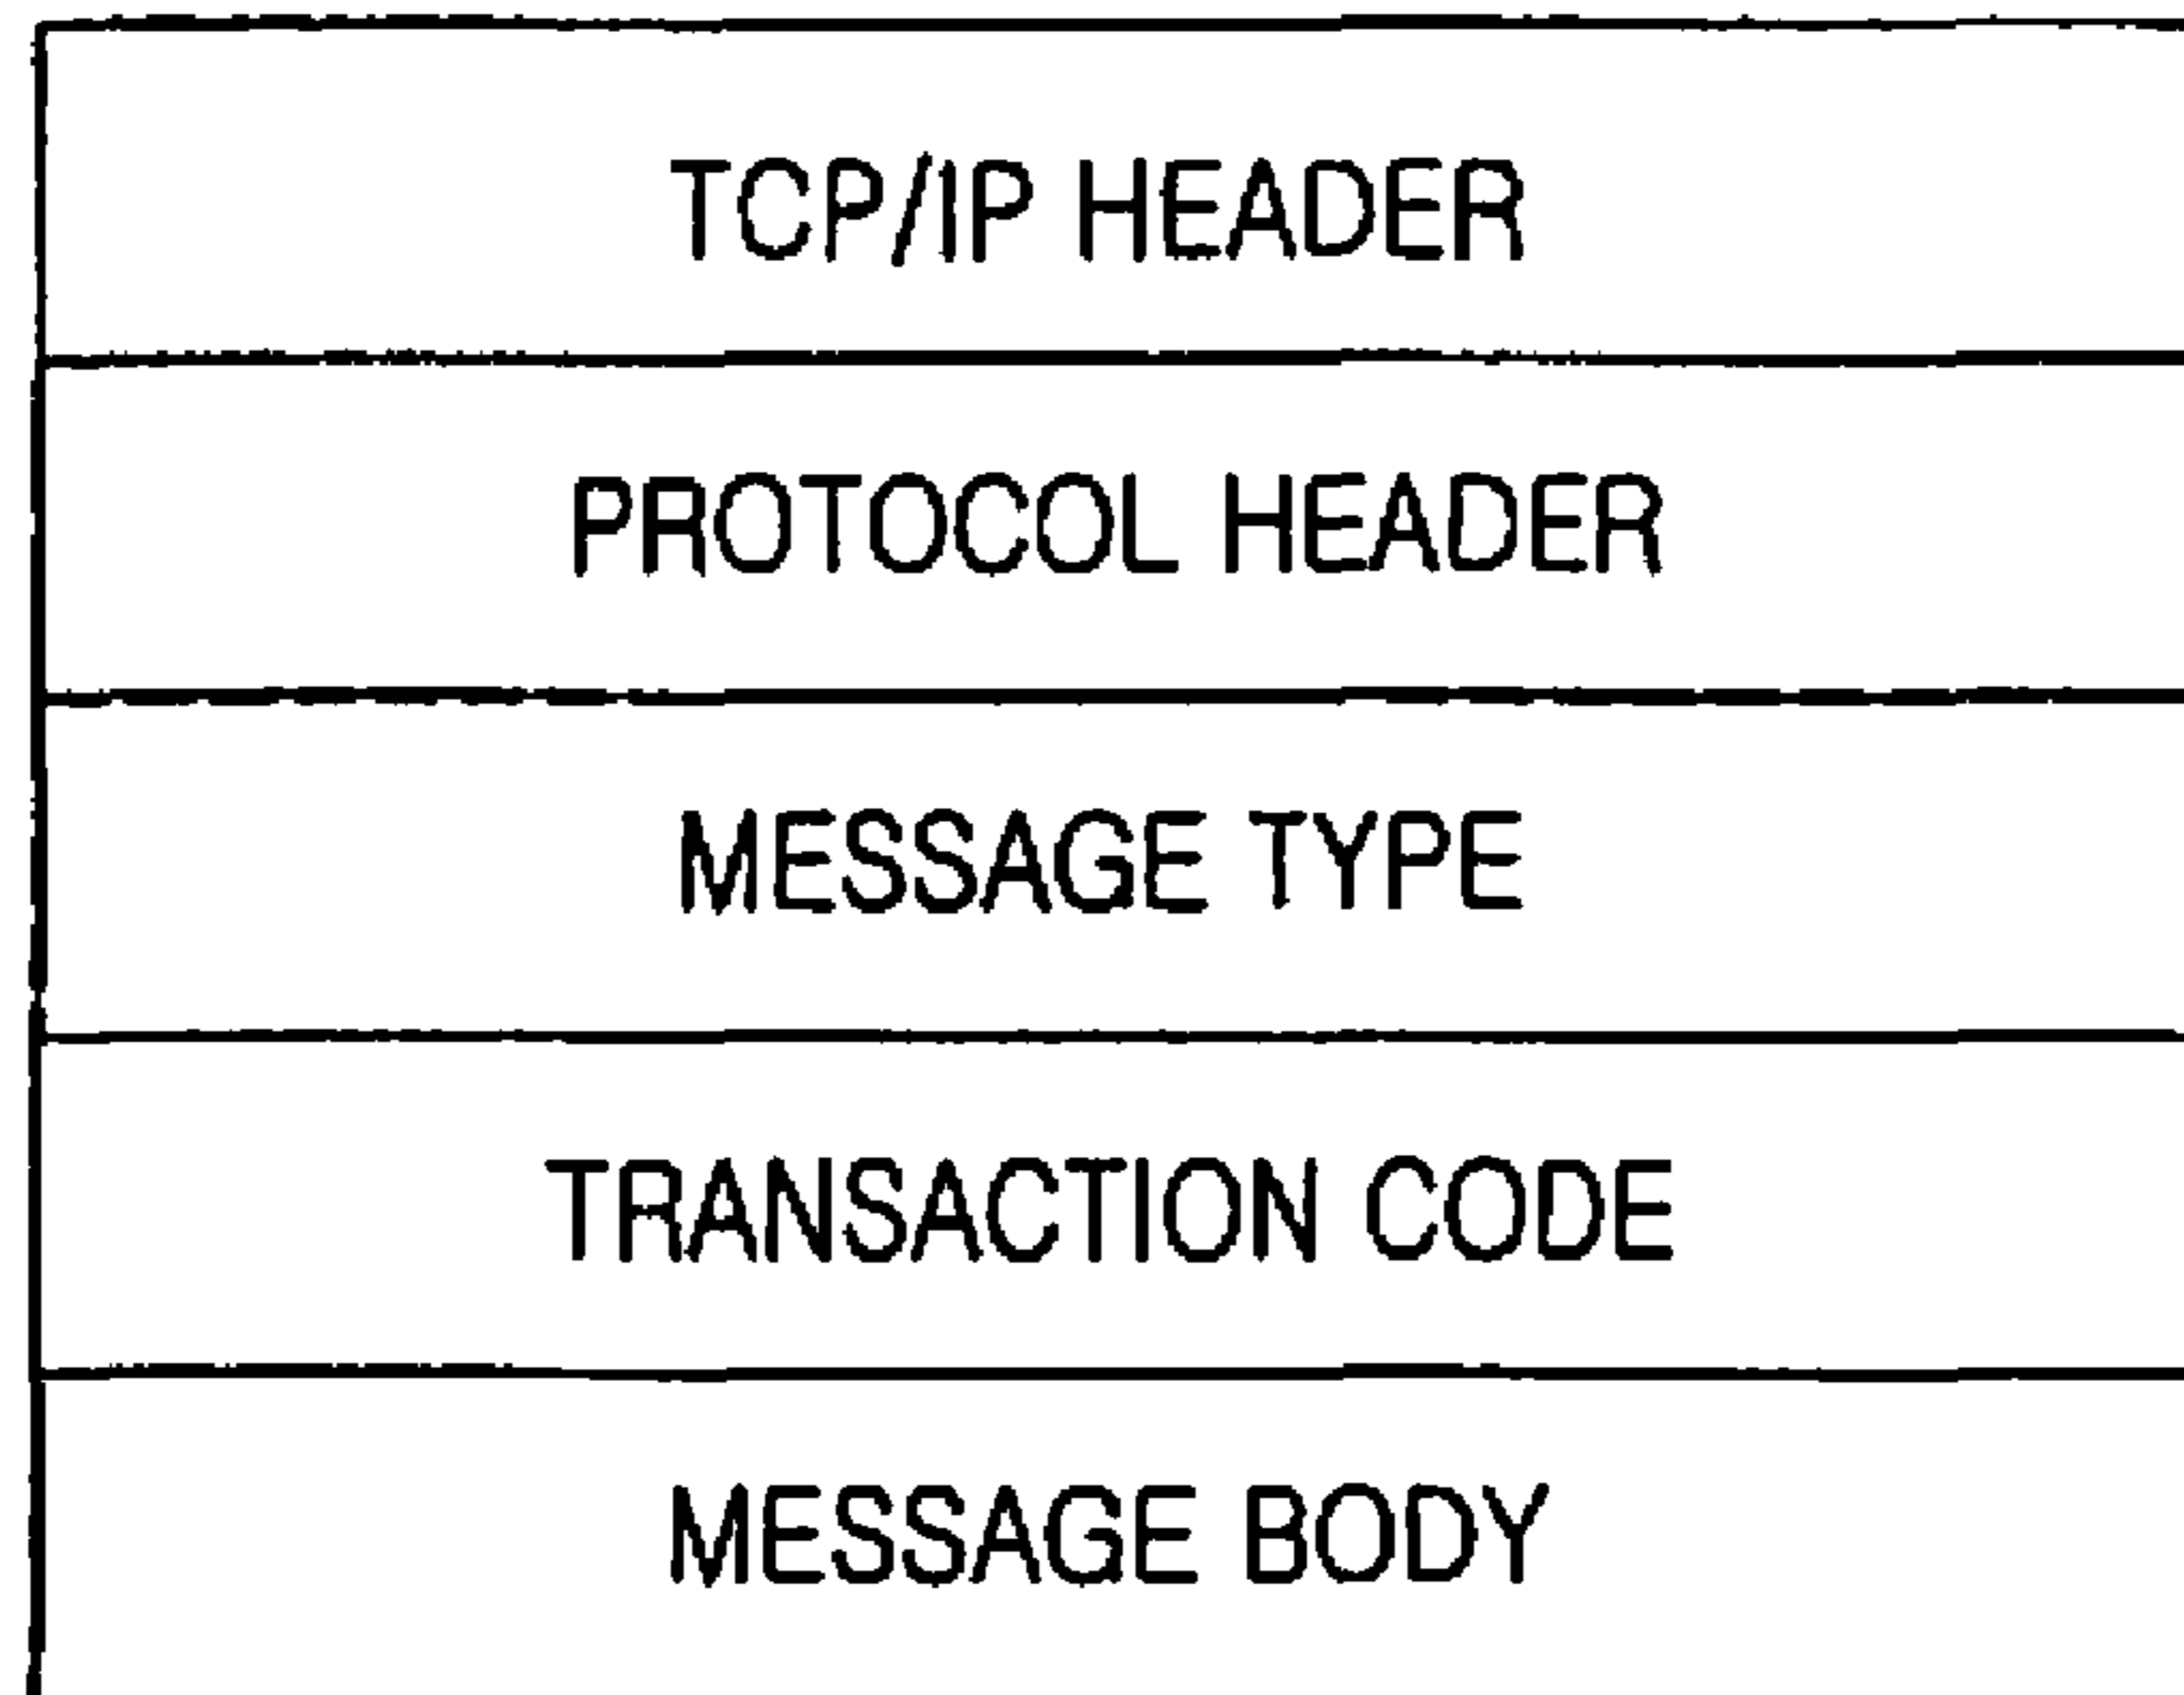 TCP/IP HEADER
PROTOCOL HEADER
MESSAGE TYPE
TRANSACTION CODE
MESSAGE BODY